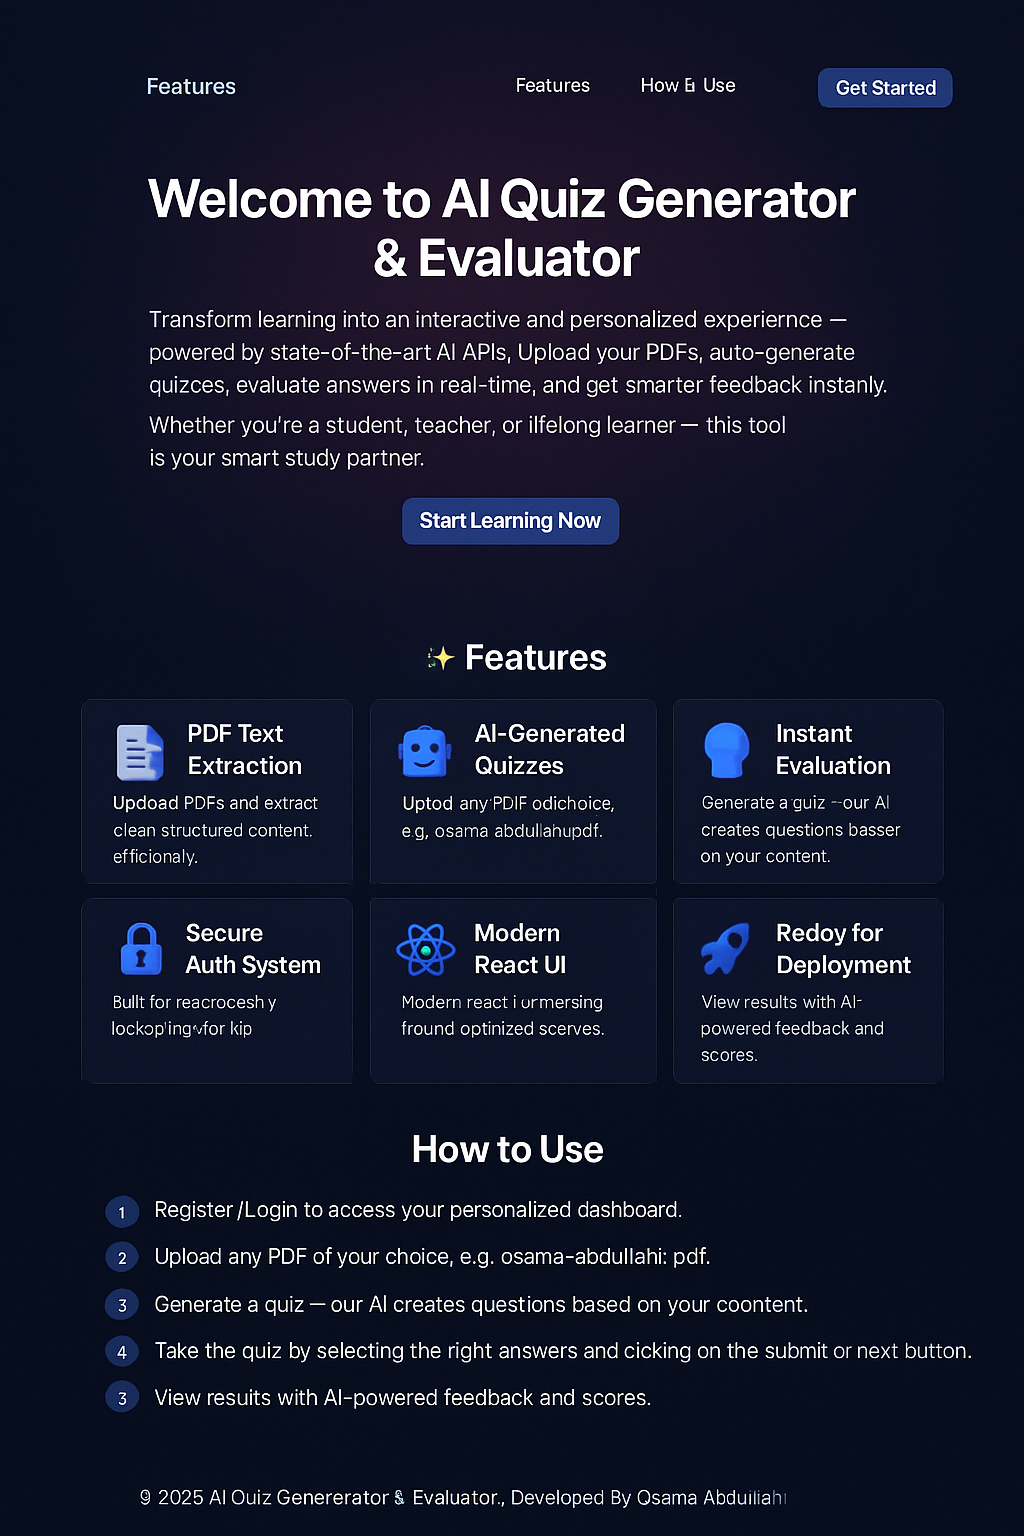 Features
Features
How & Use
Get Started
Welcome to AI Quiz Generator
& Evaluator
Transform learning into an interactive and personalized experiernce —
powered by state-of-the-art AI APIs, Upload your PDFs, auto-generate
quizces, evaluate answers in real-time, and get smarter feedback instanly.
Whether you're a student, teacher, or ilfelong learner — this tool
is your smart study partner.
Start Learning Now
Features
PDF Text
Extraction
Updoad PDFs and extract
clean structured content.
efficionaly.
AI-Generated
Quizzes
Uptod any PDIF odichoice,
e.g, osama abdullahupdf.
Instant
Evaluation
Generate a quiz --our AI
creates questions basser
on your content.
Secure
Auth System
Built for reacrocesh y
for kip
Modern
React UI
Modern react i urmersing
fround optinized scerves.
Redoy for
Deployment
View results with AI-
powered feedback and
scores.
How to Use
1 Register/Login to access your personalized dashboard.
2 Upload any PDF of your choice, e.g. osama-abdullahi: pdf.
3 Generate a quiz — our AI creates questions based on your coontent.
4 Take the quiz by selecting the right answers and cicking on the submit or next button.
3 View resuits with AI-powered feedback and scores.
2025 AI Ouiz Genererator & Evaluator., Developed By Qsama